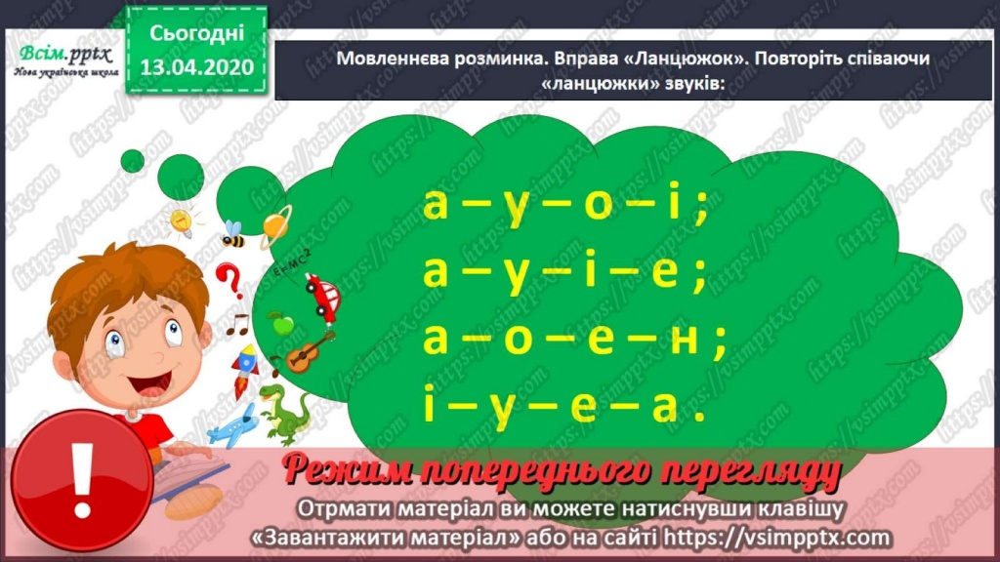 Сьогодні
13.04.2020
Всім.pptx
Нова українська школа
Мовленнєва розминка. Вправа «Ланцюжок». Повторіть співаючи
«ланцюжки» звуків:
а – у – о – і ;
а – у – і – е ;
а – о – е – н ;
і – у – е – а .
E=MC2
Режим попереднього перегляду
Отрмати матеріал ви можете натиснувши клавішу
«Завантажити матеріал» або на сайті https://vsimpptx.com